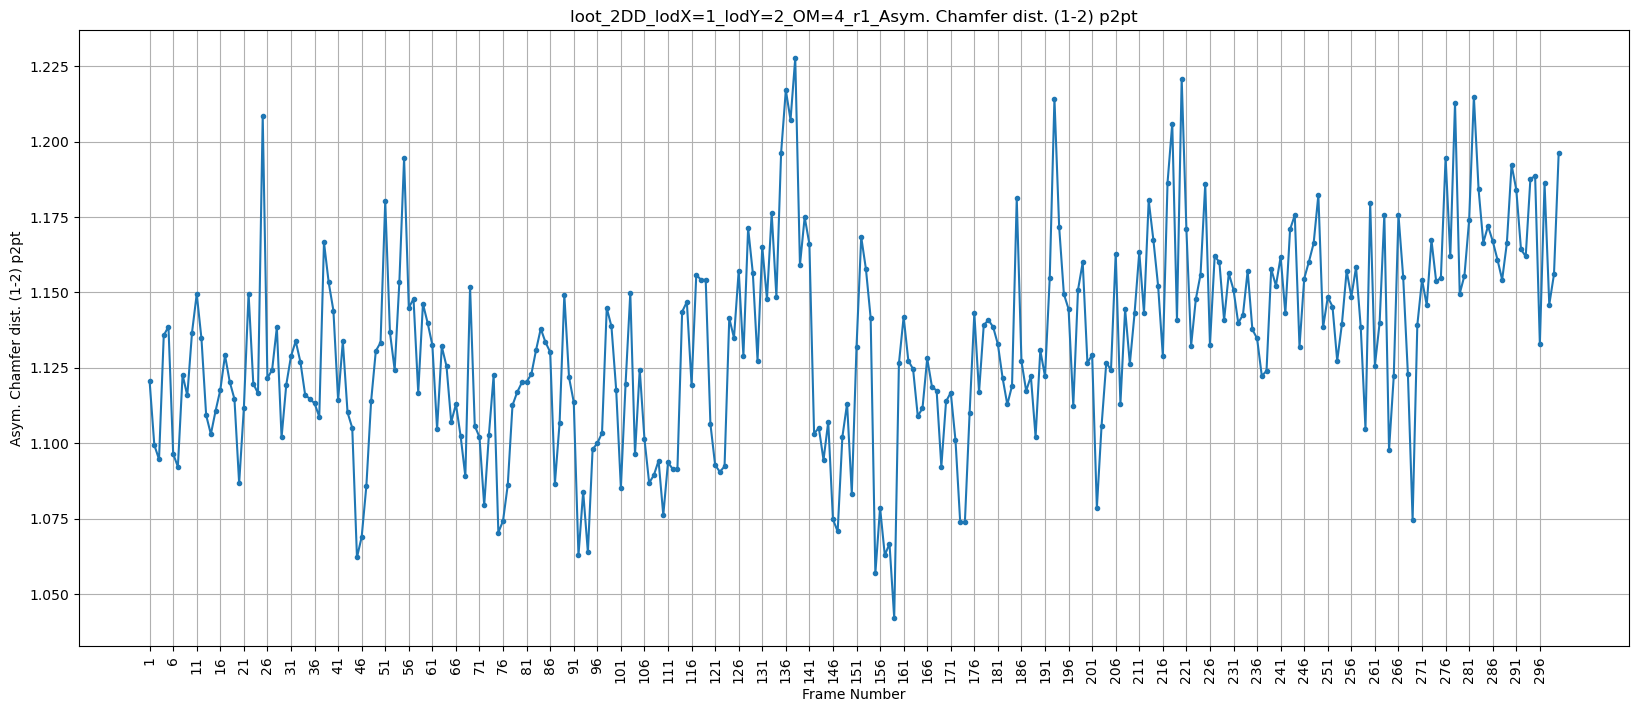 loot_2DD_lodX=1_lodY=2_OM=4_r1_Asym. Chamfer dist. (1-2) p2pt
Asym. Chamfer dist. (1-2) p2pt
1.225
1.200
1.175
1.150
1.125
1.100
1.075
1.050
1 6 11 16 21 26 31 36 41 46 51 56 61 66 71 76 81 86 91 96 101 106 111 116 121 126 131 136 141 146 151 156 161 166 171 176 181 186 191 196 201 206 211 216 221 226 231 236 241 246 251 256 261 266 271 276 281 286 291 296
Frame Number